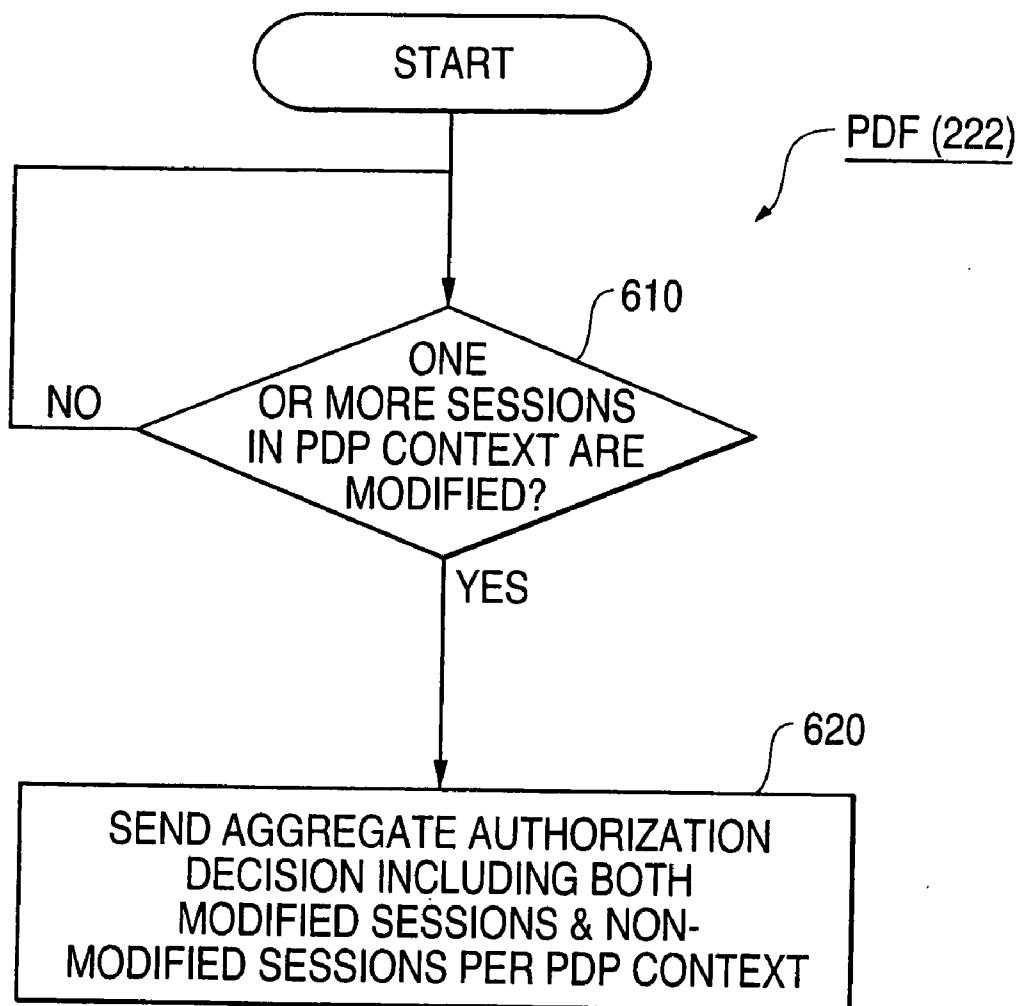 START
PDF (222)
610
ONE
OR MORE SESSIONS
IN PDP CONTEXT ARE
MODIFIED?
NO
YES
620
SEND AGGREGATE AUTHORIZATION
DECISION INCLUDING BOTH
MODIFIED SESSIONS & NON-
MODIFIED SESSIONS PER PDP CONTEXT